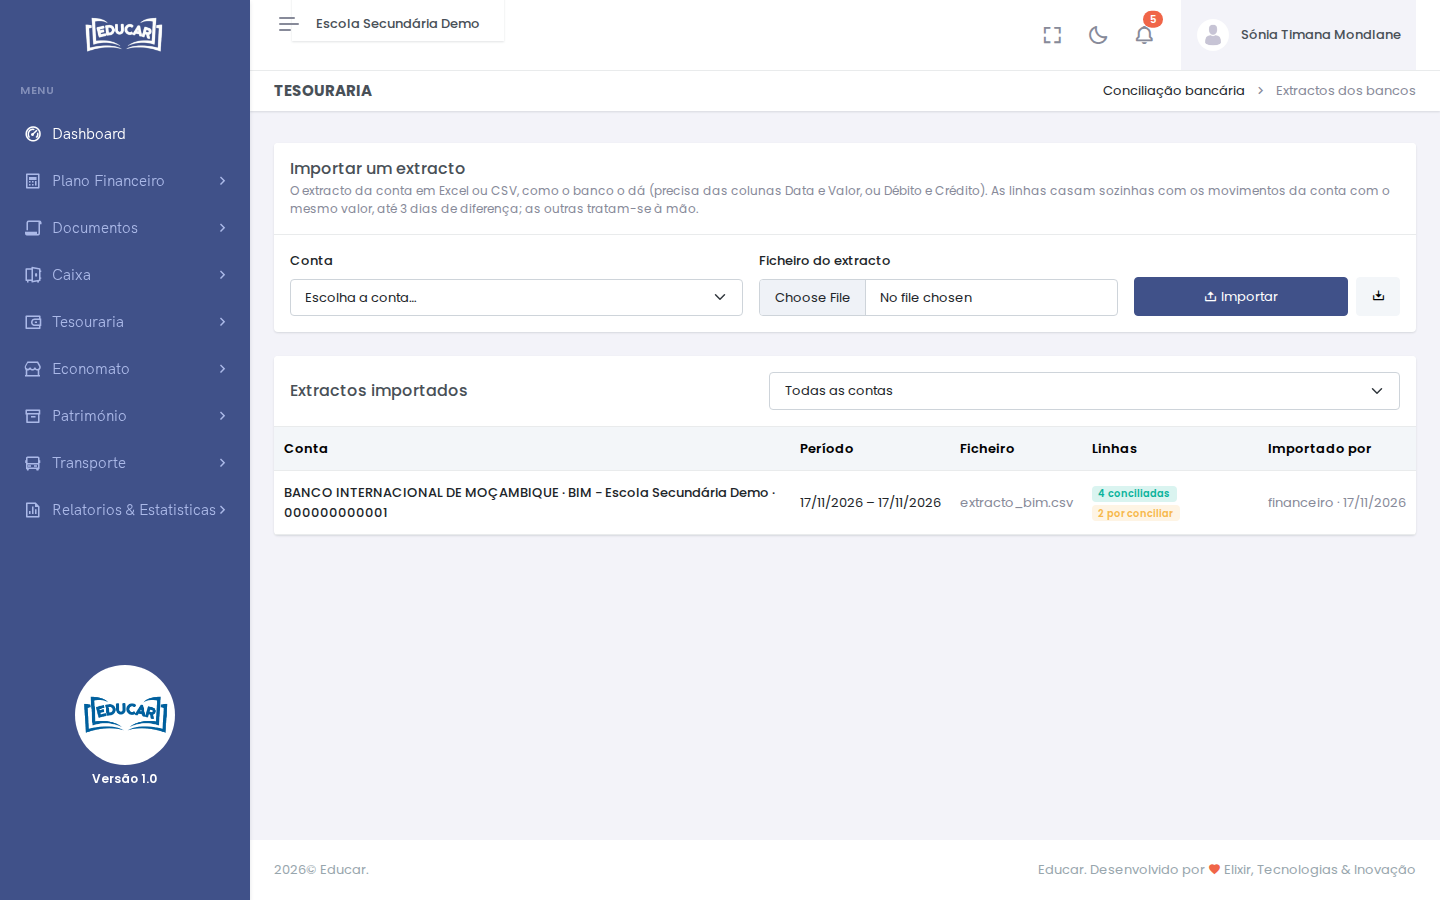 EDUCAR
Escola Secundária Demo
5
Sónia Timana Mondlane
MENU
Dashboard
Plano Financeiro
Documentos
Caixa
Tesouraria
Economato
Património
Transporte
Relatorios & Estatisticas
EDUCAR
Versão 1.0
TESOURARIA
Conciliação bancária > Extractos dos bancos
Importar um extracto
O extracto da conta em Excel ou CSV, como o banco o dá (precisa das colunas Data e Valor, ou Débito e Crédito). As linhas casam sozinhas com os movimentos da conta com o
mesmo valor, até 3 dias de diferença; as outras tratam-se à mão.
Conta
Ficheiro do extracto
Escolha a conta...
Choose File No file chosen
Importar
Extractos importados
Todas as contas
Conta Período Ficheiro Linhas Importado por
BANCO INTERNACIONAL DE MOÇAMBIQUE · BIM - Escola Secundária Demo ·
000000000001
17/11/2026 – 17/11/2026
extracto_bim.csv
4 conciliadas
2 por conciliar
financeiro · 17/11/2026
2026© Educar.
Educar. Desenvolvido por ❤ Elixir, Tecnologias & Inovação